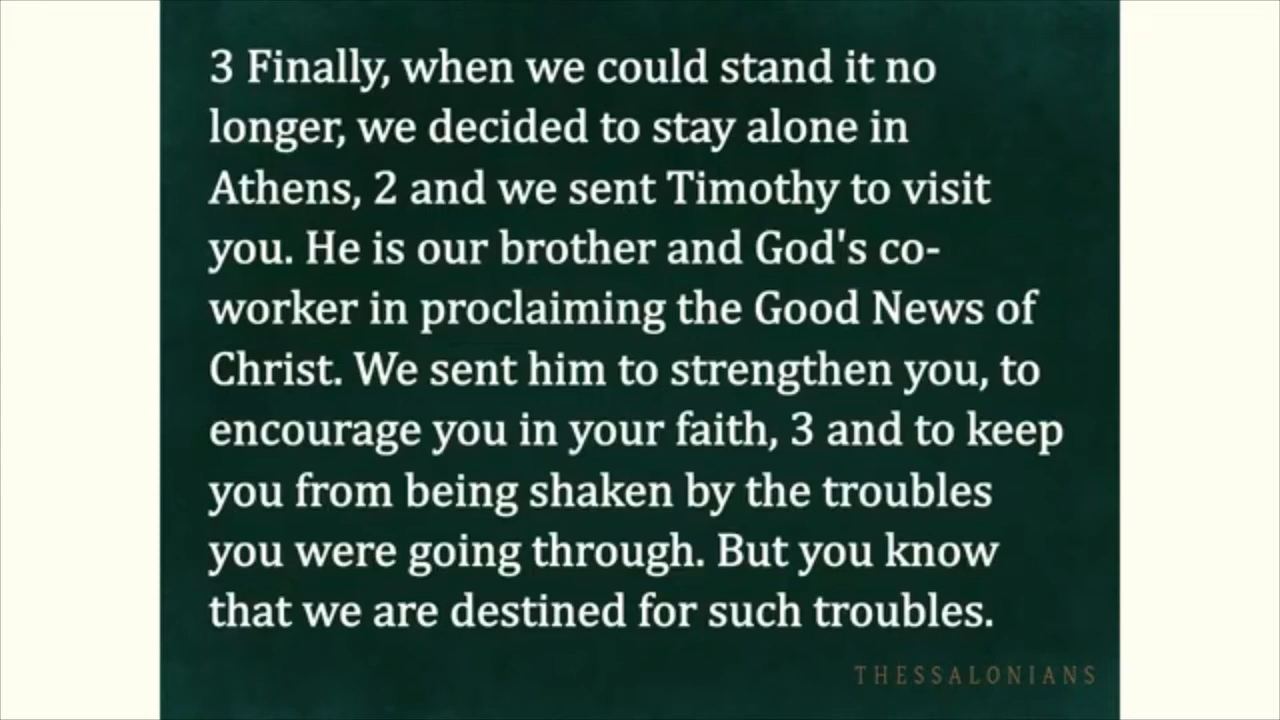 3 Finally, when we could stand it no
longer, we decided to stay alone in
Athens, 2 and we sent Timothy to visit
you. He is our brother and God's co-
worker in proclaiming the Good News of
Christ. We sent him to strengthen you, to
encourage you in your faith, 3 and to keep
you from being shaken by the troubles
you were going through. But you know
that we are destined for such troubles.
THESSALONIANS